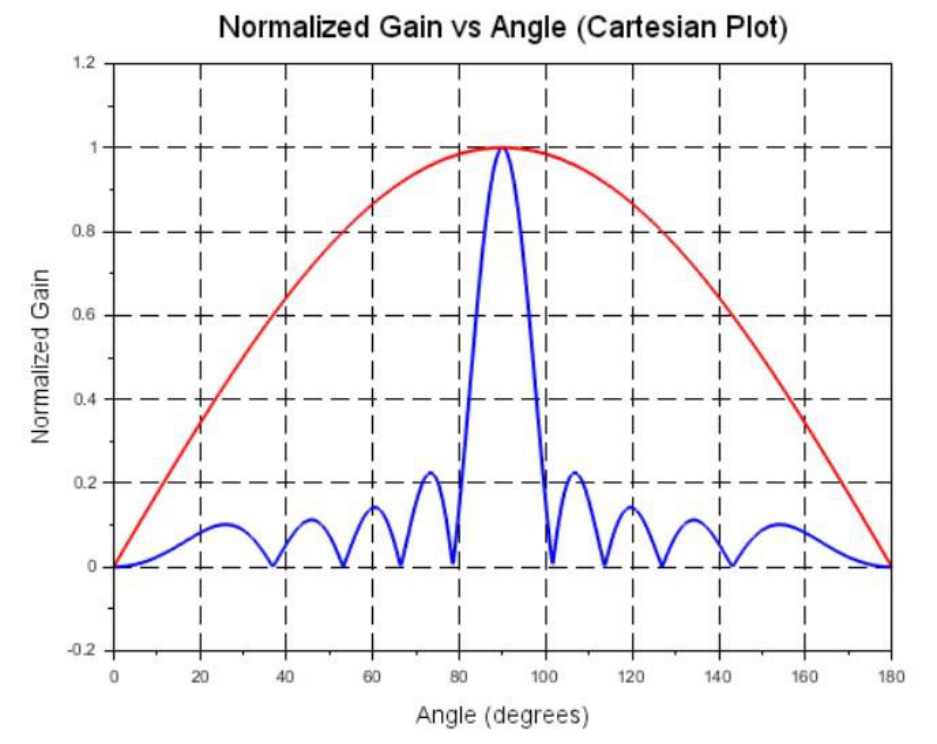 Normalized Gain vs Angle (Cartesian Plot)
1.2
1
0.8
0.6
0.4
0.2
0
-0.2
Normalized Gain
0 20 40 60 80 100 120 140 160 180
Angle (degrees)